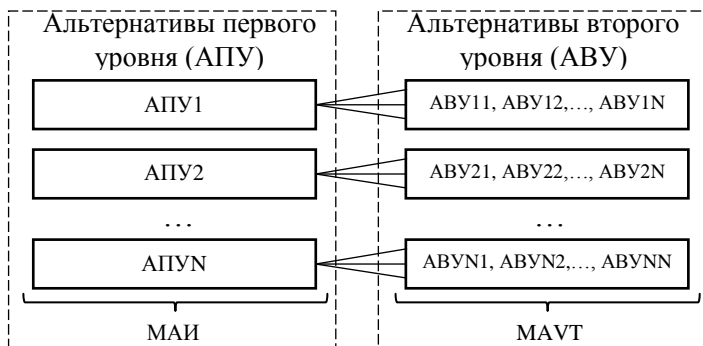 Альтернативы первого
уровня (АПУ)
АПУ1
АПУ2
...
АПУN
МАИ
Альтернативы второго
уровня (АВУ)
АВУ11, АВУ12,…, АВУ1N
АВУ21, АВУ22,…, АВУ2N
...
АВУN1, АВУN2,…, АВУNN
MAVT